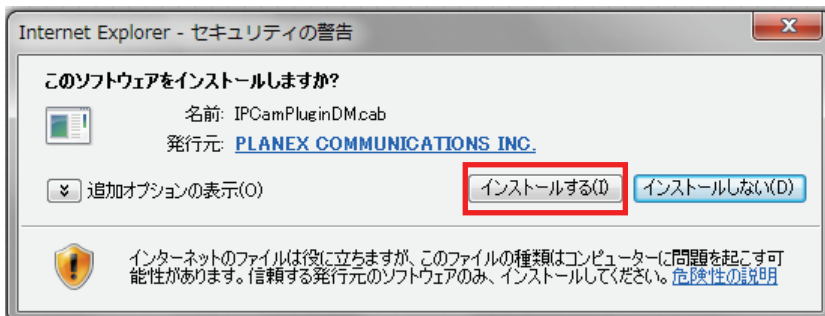 Internet Explorer - セキュリティの警告
このソフトウェアをインストールしますか?
名前: IPCamPluginDM.cab
発行元: PLANEX COMMUNICATIONS INC.
追加オプションの表示(O)
インストールする(I)
インストールしない(D)
インターネットのファイルは役に立ちますが、このファイルの種類はコンピューターに問題を起こす可
能性があります。信頼する発行元のソフトウェアのみ、インストールしてください。危険性の説明